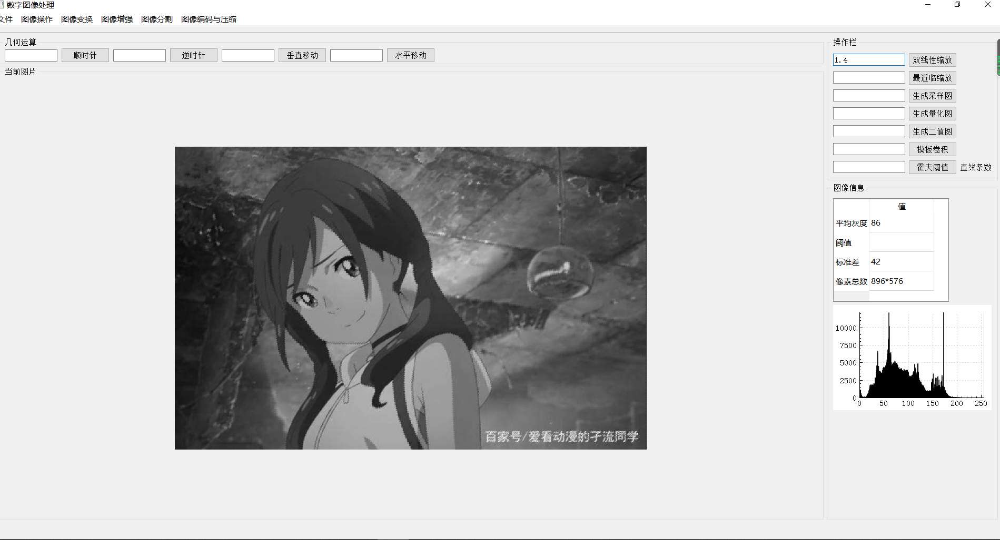 数字图像处理
文件 图像操作 图像变换 图像增强 图像分割 图像编码与压缩
几何运算
顺时针 逆时针 垂直移动 水平移动
当前图片
百家号/爱看动漫的孑流同学
操作栏
1.4 双线性缩放
最近临缩放
生成采样图
生成量化图
生成二值图
模板卷积
霍夫阈值 直线条数
图像信息
值
平均灰度 86
阈值
标准差 42
像素总数 896*576
10000
7500
5000
2500
0
0 50 100 150 200 250